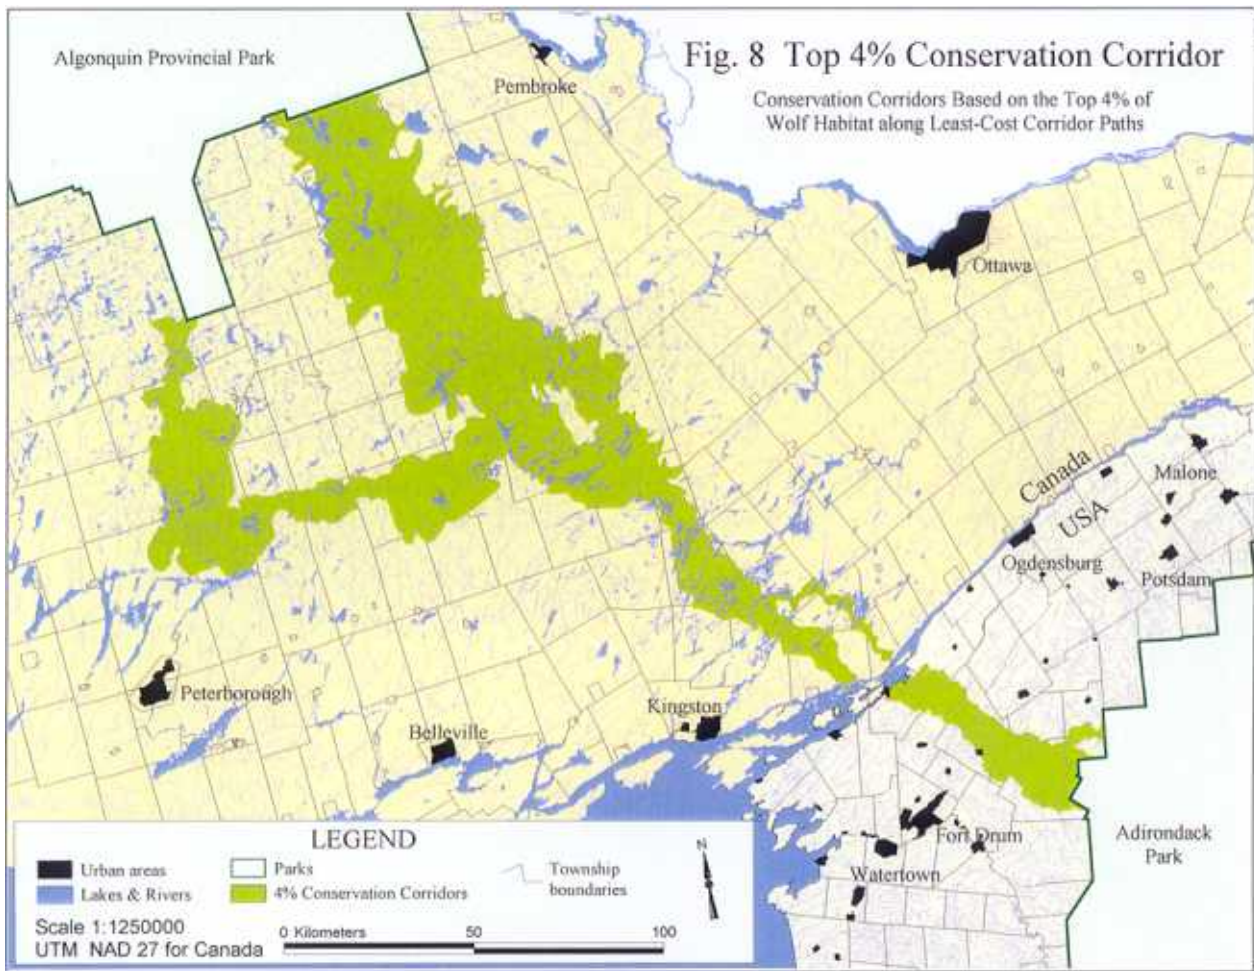 Algonquin Provincial Park
Fig. 8 Top 4% Conservation Corridor
Conservation Corridors Based on the Top 4% of
Wolf Habitat along Least-Cost Corridor Paths
Pembroke
Ottawa
Canada
USA
Malone
Ogdensburg
Potsdam
Peterborough
Kingston
Belleville
Fort Drum
Watertown
Adirondack
Park
LEGEND
Urban areas
Lakes & Rivers
Parks
4% Conservation Corridors
Township
boundaries
N
Scale 1:1250000
UTM NAD 27 for Canada
0 Kilometers 50 100